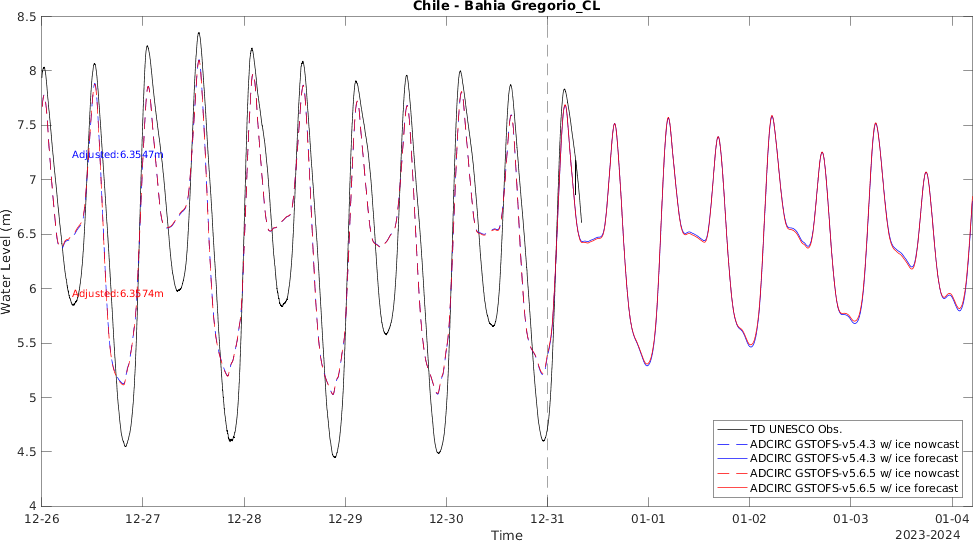 Chile - Bahia Gregorio_CL
8.5
8
7.5
7
6.5
6
5.5
5
4.5
4
Water Level (m)
Adjusted:6.3547m
Adjusted:6.3574m
TD UNESCO Obs.
ADCIRC GSTOFS-v5.4.3 w/ ice nowcast
ADCIRC GSTOFS-v5.4.3 w/ ice forecast
ADCIRC GSTOFS-v5.6.5 w/ ice nowcast
ADCIRC GSTOFS-v5.6.5 w/ ice forecast
12-26 12-27 12-28 12-29 12-30 12-31 01-01 01-02 01-03 01-04
Time
2023-2024